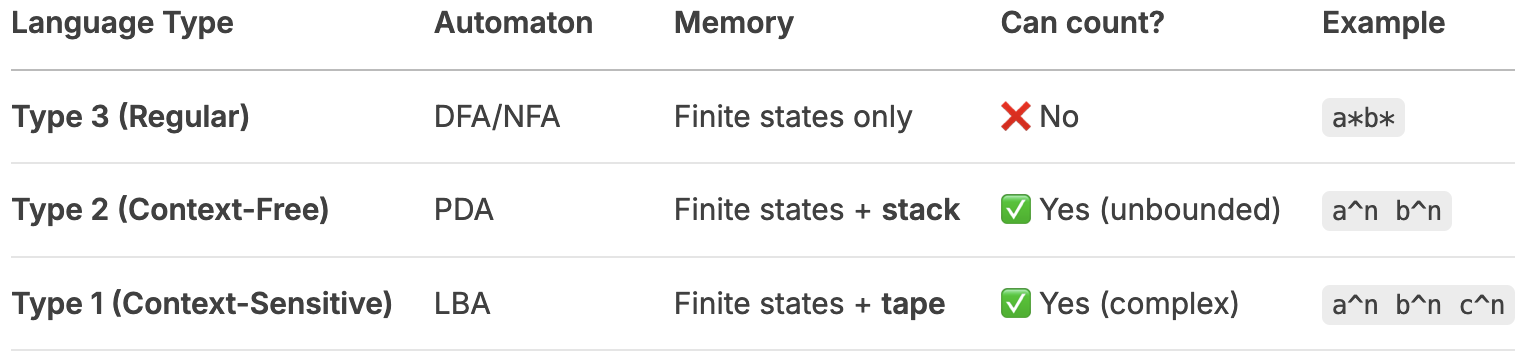 Language Type Automaton Memory Can count? Example
Type 3 (Regular) DFA/NFA Finite states only ❌ No a*b*
Type 2 (Context-Free) PDA Finite states + stack ✅ Yes (unbounded) a^n b^n
Type 1 (Context-Sensitive) LBA Finite states + tape ✅ Yes (complex) a^n b^n c^n